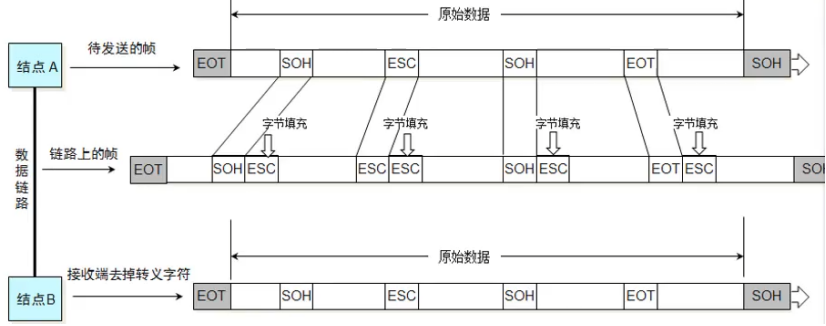 原始数据
待发送的帧
结点 A
EOT SOH ESC SOH EOT SOH
字节填充 字节填充 字节填充 字节填充
数据链路
链路上的帧
EOT SOH ESC ESC ESC SOH ESC EOT ESC SOH
原始数据
接收端去掉转义字符
结点B
EOT SOH ESC SOH EOT SOH